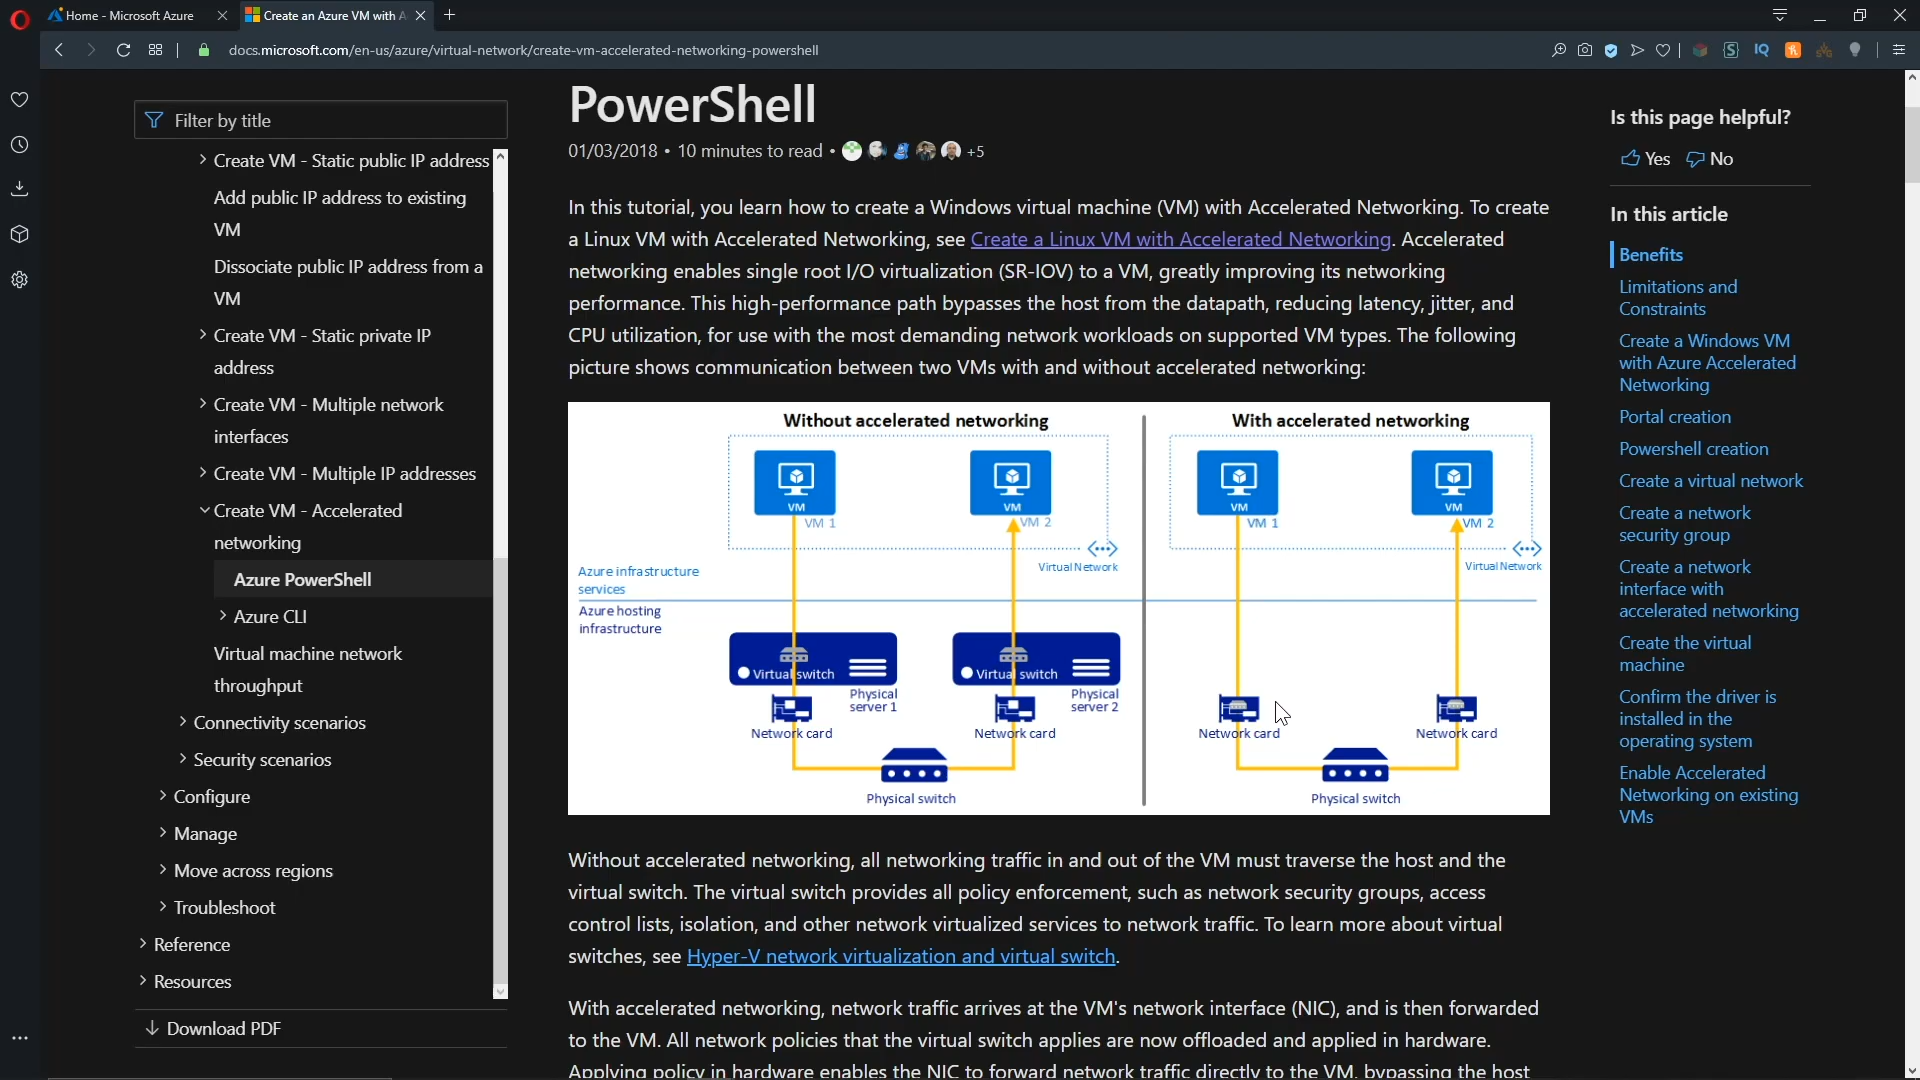 Home - Microsoft Azure
Create an Azure VM with A
docs.microsoft.com/en-us/azure/virtual-network/create-vm-accelerated-networking-powershell
Filter by title
Create VM - Static public IP address
Add public IP address to existing
VM
Dissociate public IP address from a
VM
Create VM - Static private IP
address
Create VM - Multiple network
interfaces
Create VM - Multiple IP addresses
Create VM - Accelerated
networking
Azure PowerShell
Azure CLI
Virtual machine network
throughput
Connectivity scenarios
Security scenarios
Configure
Manage
Move across regions
Troubleshoot
Reference
Resources
Download PDF
PowerShell
01/03/2018 • 10 minutes to read • +5
In this tutorial, you learn how to create a Windows virtual machine (VM) with Accelerated Networking. To create
a Linux VM with Accelerated Networking, see Create a Linux VM with Accelerated Networking. Accelerated
networking enables single root I/O virtualization (SR-IOV) to a VM, greatly improving its networking
performance. This high-performance path bypasses the host from the datapath, reducing latency, jitter, and
CPU utilization, for use with the most demanding network workloads on supported VM types. The following
picture shows communication between two VMs with and without accelerated networking:
Without accelerated networking
VM
VM 1
VM
VM 2
Virtual Network
Azure infrastructure
services
Azure hosting
infrastructure
Virtual switch
Physical
server 1
Network card
Virtual switch
Physical
server 2
Network card
Physical switch
With accelerated networking
VM
VM 1
VM
VM 2
Virtual Network
Network card
Network card
Physical switch
Without accelerated networking, all networking traffic in and out of the VM must traverse the host and the
virtual switch. The virtual switch provides all policy enforcement, such as network security groups, access
control lists, isolation, and other network virtualized services to network traffic. To learn more about virtual
switches, see Hyper-V network virtualization and virtual switch.
With accelerated networking, network traffic arrives at the VM's network interface (NIC), and is then forwarded
to the VM. All network policies that the virtual switch applies are now offloaded and applied in hardware.
Applying policy in hardware enables the NIC to forward network traffic directly to the VM, bypassing the host
Is this page helpful?
Yes No
In this article
Benefits
Limitations and
Constraints
Create a Windows VM
with Azure Accelerated
Networking
Portal creation
Powershell creation
Create a virtual network
Create a network
security group
Create a network
interface with
accelerated networking
Create the virtual
machine
Confirm the driver is
installed in the
operating system
Enable Accelerated
Networking on existing
VMs